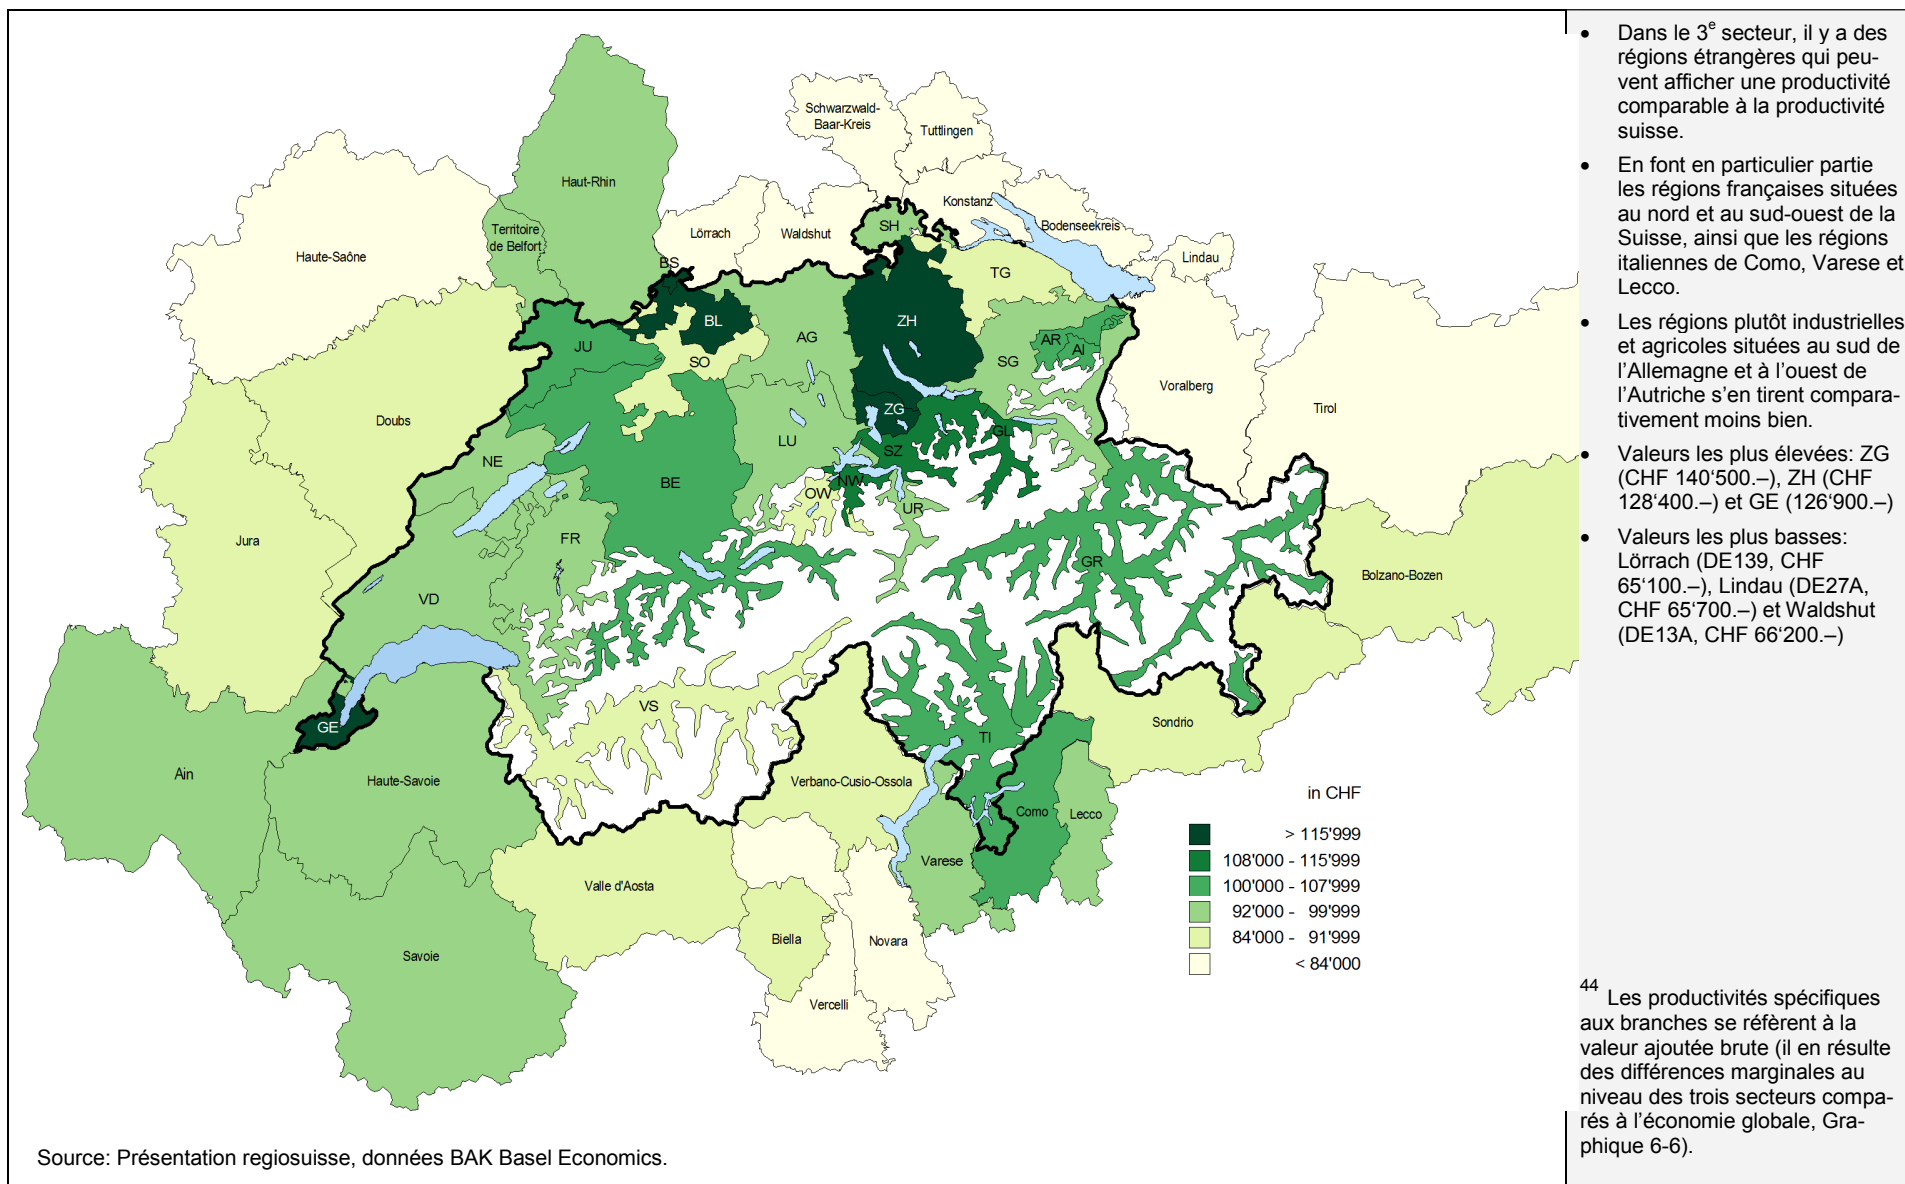 Schwarzwald-
Baar-Kreis
Tuttlingen
Haut-Rhin
Konstanz
Territoire
de Belfort
SH
Lörrach
Waldshut
Bodenseekreis
Haute-Saône
Lindau
BS
TG
BL
ZH
AG
JU
AR
AI
SO
SG
Voralberg
Tirol
ZG
Doubs
GL
LU
SZ
NE
BE
NW
OW
UR
FR
Jura
GR
Bolzano-Bozen
VD
VS
Sondrio
GE
TI
Ain
Haute-Savoie
Verbano-Cusio-Ossola
Como
Lecco
Varese
Valle d'Aosta
Biella
Novara
Savoie
Vercelli
in CHF
> 115'999
108'000 - 115'999
100'000 - 107'999
92'000 - 99'999
84'000 - 91'999
< 84'000
Source: Présentation regiosuisse, données BAK Basel Economics.
• Dans le 3e secteur, il y a des
régions étrangères qui peu-
vent afficher une productivité
comparable à la productivité
suisse.
• En font en particulier partie
les régions françaises situées
au nord et au sud-ouest de la
Suisse, ainsi que les régions
italiennes de Como, Varese et
Lecco.
• Les régions plutôt industrielles
et agricoles situées au sud de
l’Allemagne et à l’ouest de
l’Autriche s’en tirent compara-
tivement moins bien.
• Valeurs les plus élevées: ZG
(CHF 140‘500.–), ZH (CHF
128‘400.–) et GE (126‘900.–)
• Valeurs les plus basses:
Lörrach (DE139, CHF
65‘100.–), Lindau (DE27A,
CHF 65‘700.–) et Waldshut
(DE13A, CHF 66‘200.–)
44 Les productivités spécifiques
aux branches se réfèrent à la
valeur ajoutée brute (il en résulte
des différences marginales au
niveau des trois secteurs compa-
rés à l’économie globale, Gra-
phique 6-6).